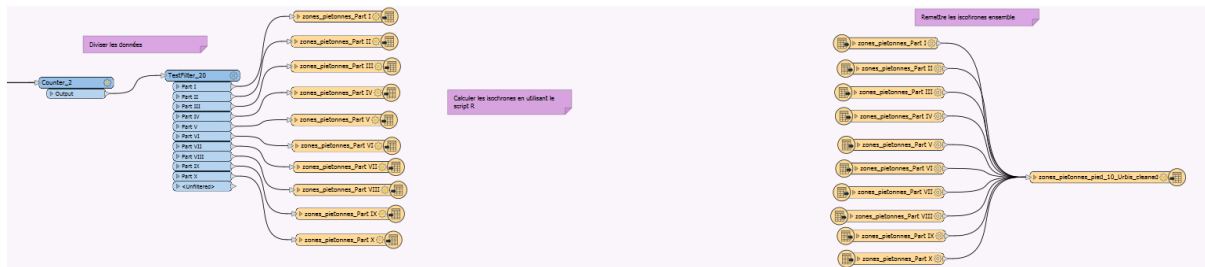 Diviser les données
Counter_2
Output
TestFilter_20
Part I
Part II
Part III
Part IV
Part V
Part VI
Part VII
Part VIII
Part IX
Part X
<Unfiltered>
zones_pietonnes_Part I
zones_pietonnes_Part II
zones_pietonnes_Part III
zones_pietonnes_Part IV
zones_pietonnes_Part V
zones_pietonnes_Part VI
zones_pietonnes_Part VII
zones_pietonnes_Part VIII
zones_pietonnes_Part IX
zones_pietonnes_Part X
Calculer les isochrones en utilisant le
script R
Remettre les isochrones ensemble
zones_pietonnes_Part I
zones_pietonnes_Part II
zones_pietonnes_Part III
zones_pietonnes_Part IV
zones_pietonnes_Part V
zones_pietonnes_Part VI
zones_pietonnes_Part VII
zones_pietonnes_Part VIII
zones_pietonnes_Part IX
zones_pietonnes_Part X
zones_pietonnes_pied_10_Urbis_cleaned